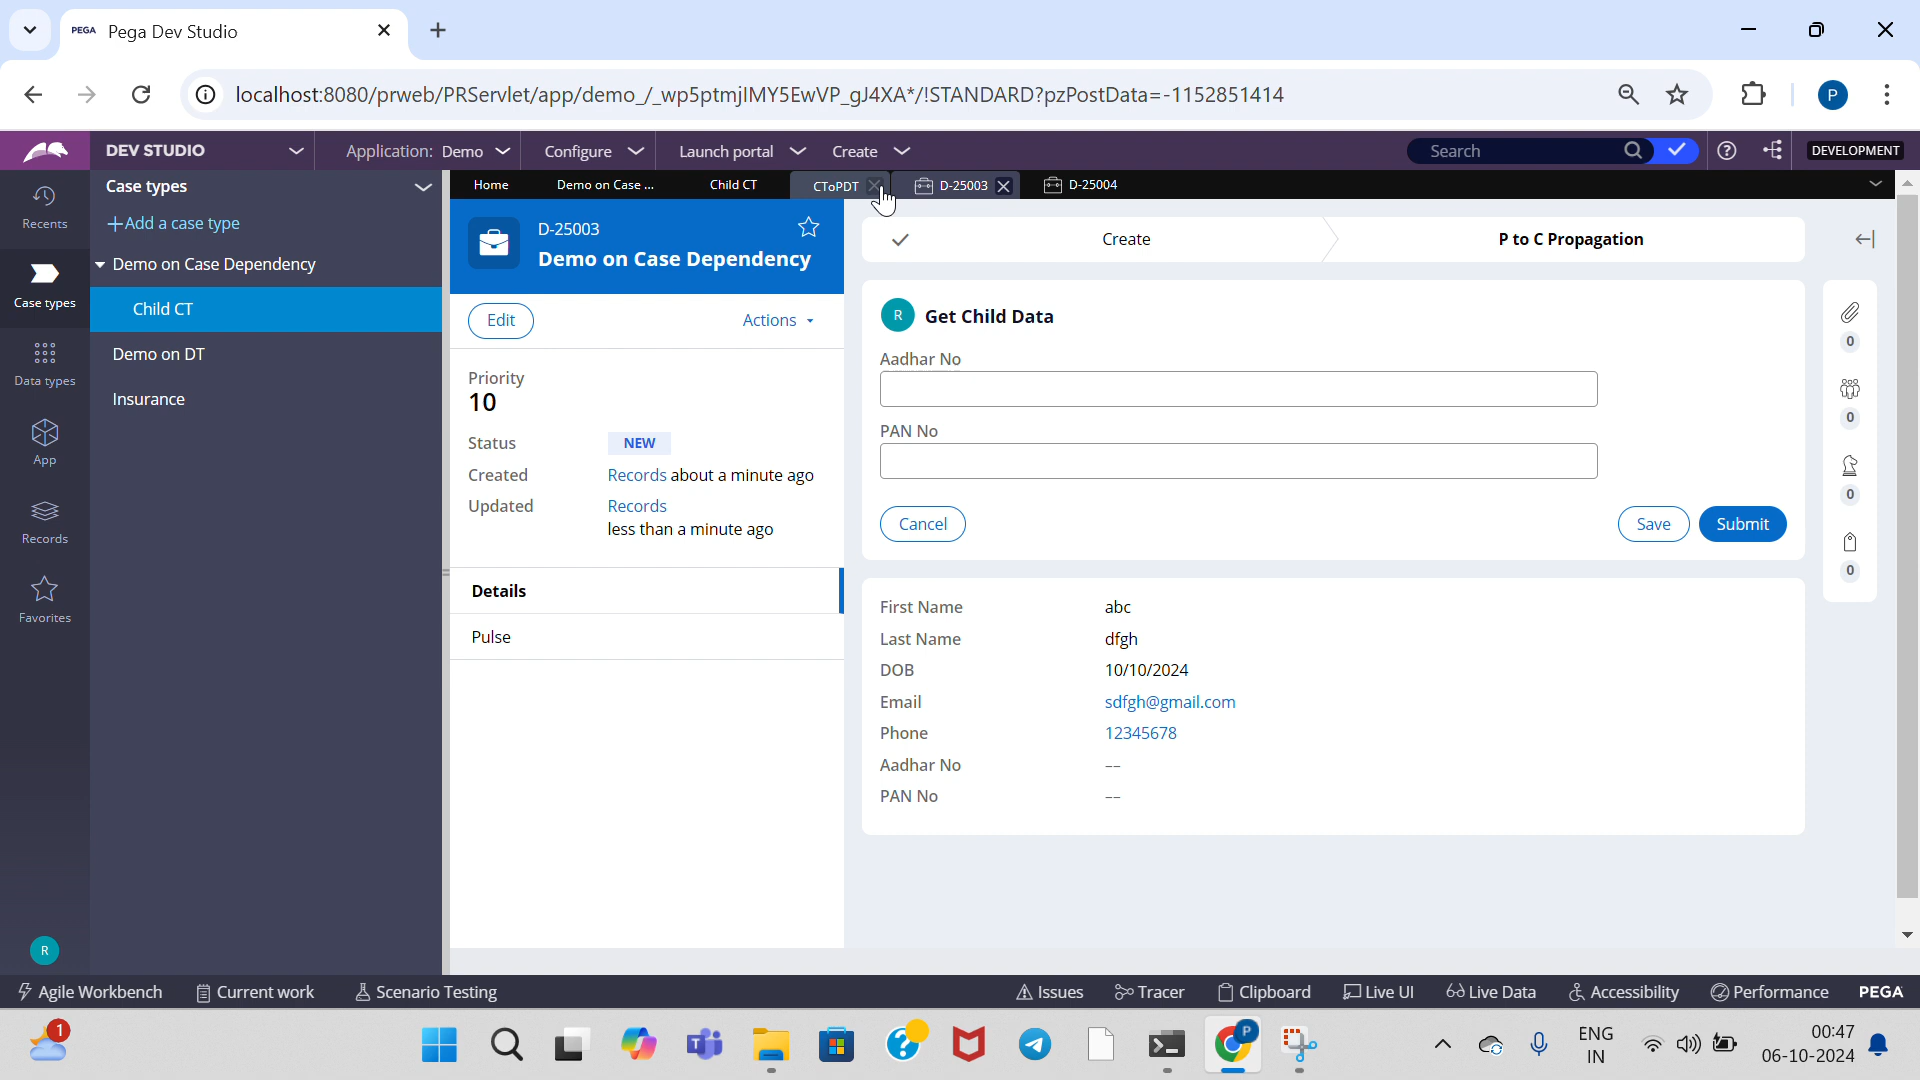 PEGA Pega Dev Studio
localhost:8080/prweb/PRServlet/app/demo_/_wp5ptmjlMY5EwVP_gJ4XA*/!STANDARD?pzPostData=-1152851414
P
DEV STUDIO
Application: Demo
Configure
Launch portal
Create
Search
DEVELOPMENT
Recents
Case types
Data types
App
Records
Favorites
R
Case types
+Add a case type
Demo on Case Dependency
Child CT
Demo on DT
Insurance
Home
Demo on Case ...
Child CT
CToPDT
D-25003
D-25004
D-25003
Demo on Case Dependency
Edit
Actions
Priority
10
Status NEW
Created Records about a minute ago
Updated Records
less than a minute ago
Details
Pulse
Create
P to C Propagation
R Get Child Data
Aadhar No
PAN No
Cancel
Save
Submit
First Name abc
Last Name dfgh
DOB 10/10/2024
Email sdfgh@gmail.com
Phone 12345678
Aadhar No --
PAN No --
0
0
0
0
Agile Workbench
Current work
Scenario Testing
Issues
Tracer
Clipboard
Live UI
Live Data
Accessibility
Performance
PEGA
1
P
ENG
IN
00:47
06-10-2024